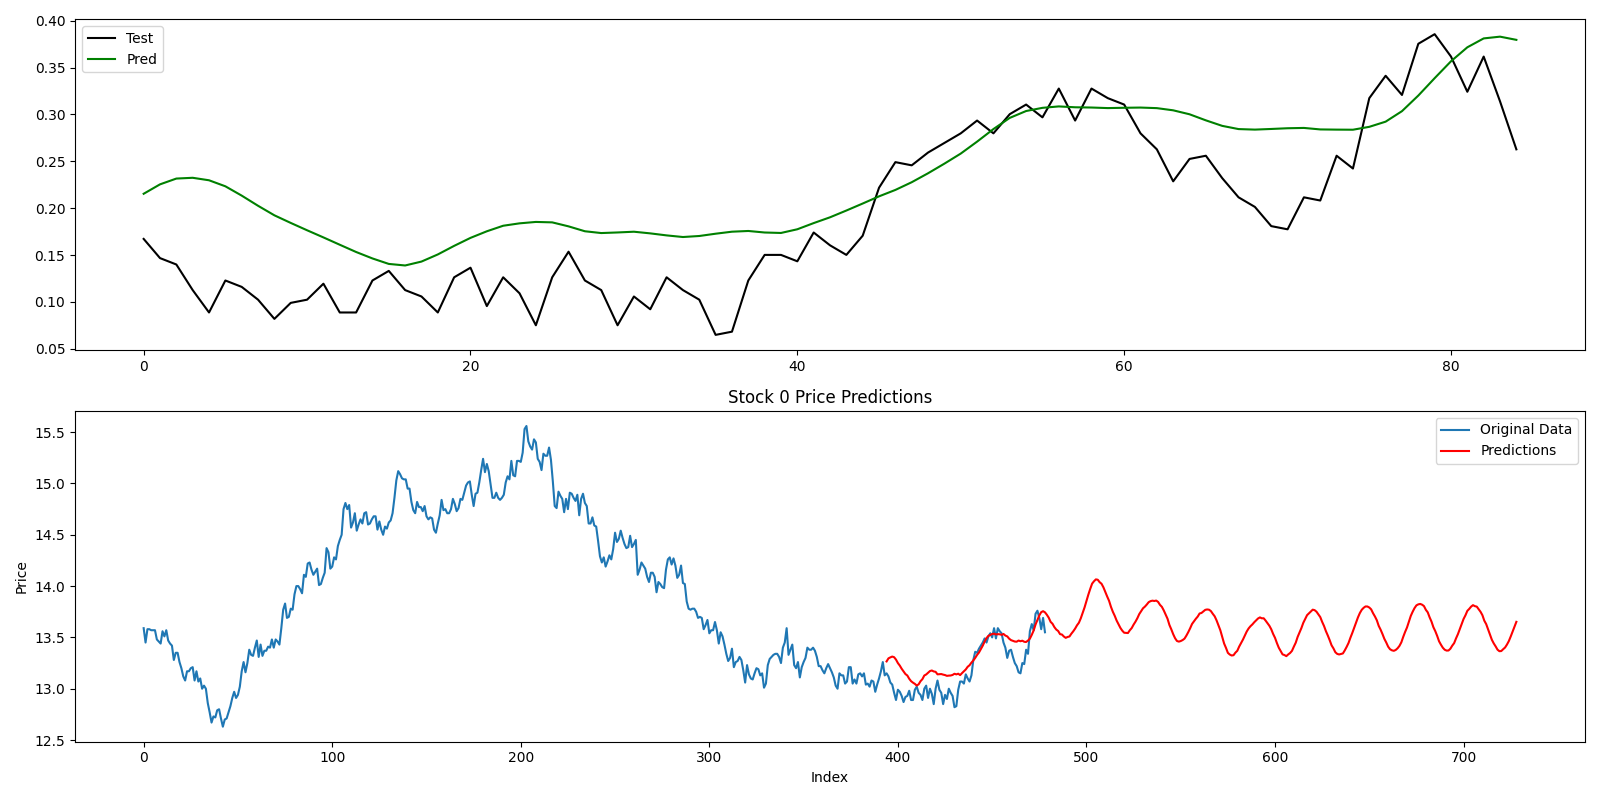 0.40
0.35
0.30
0.25
0.20
0.15
0.10
0.05
Test
Pred
0 20 40 60 80
Stock 0 Price Predictions
15.5
15.0
14.5
14.0
13.5
13.0
12.5
Price
Original Data
Predictions
0 100 200 300 400 500 600 700
Index